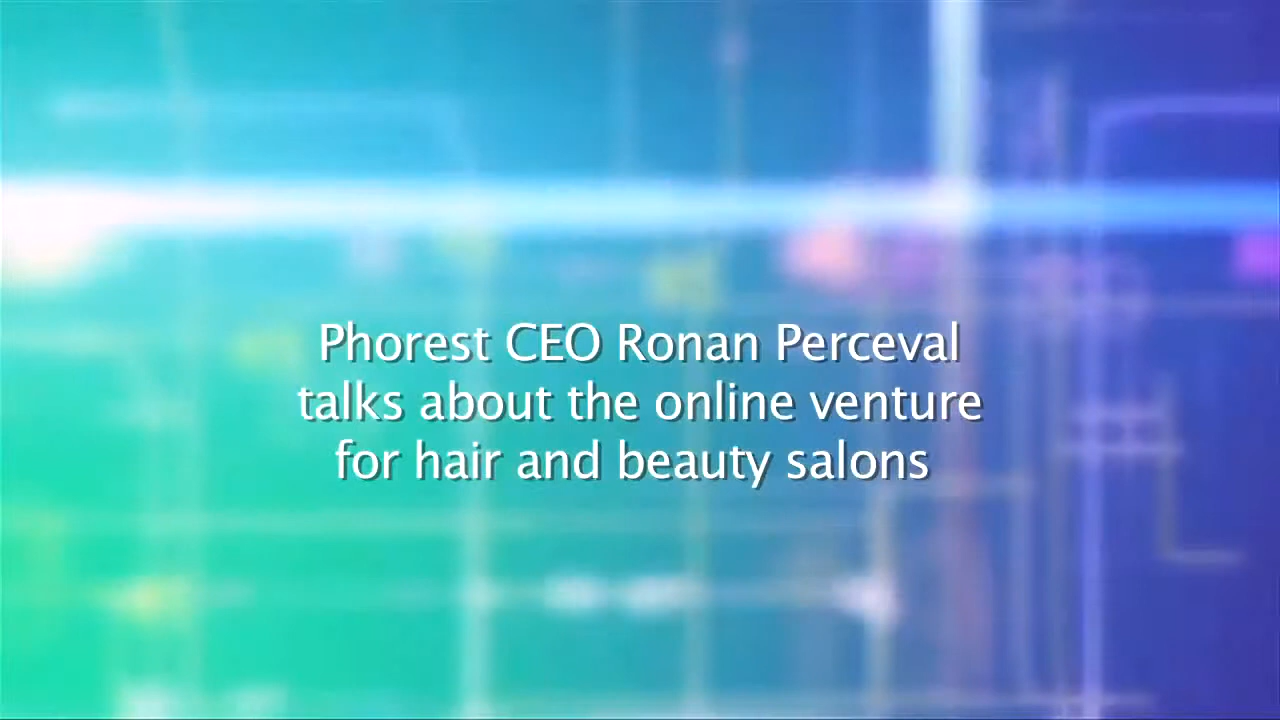 Phorest CEO Ronan Perceval
talks about the online venture
for hair and beauty salons